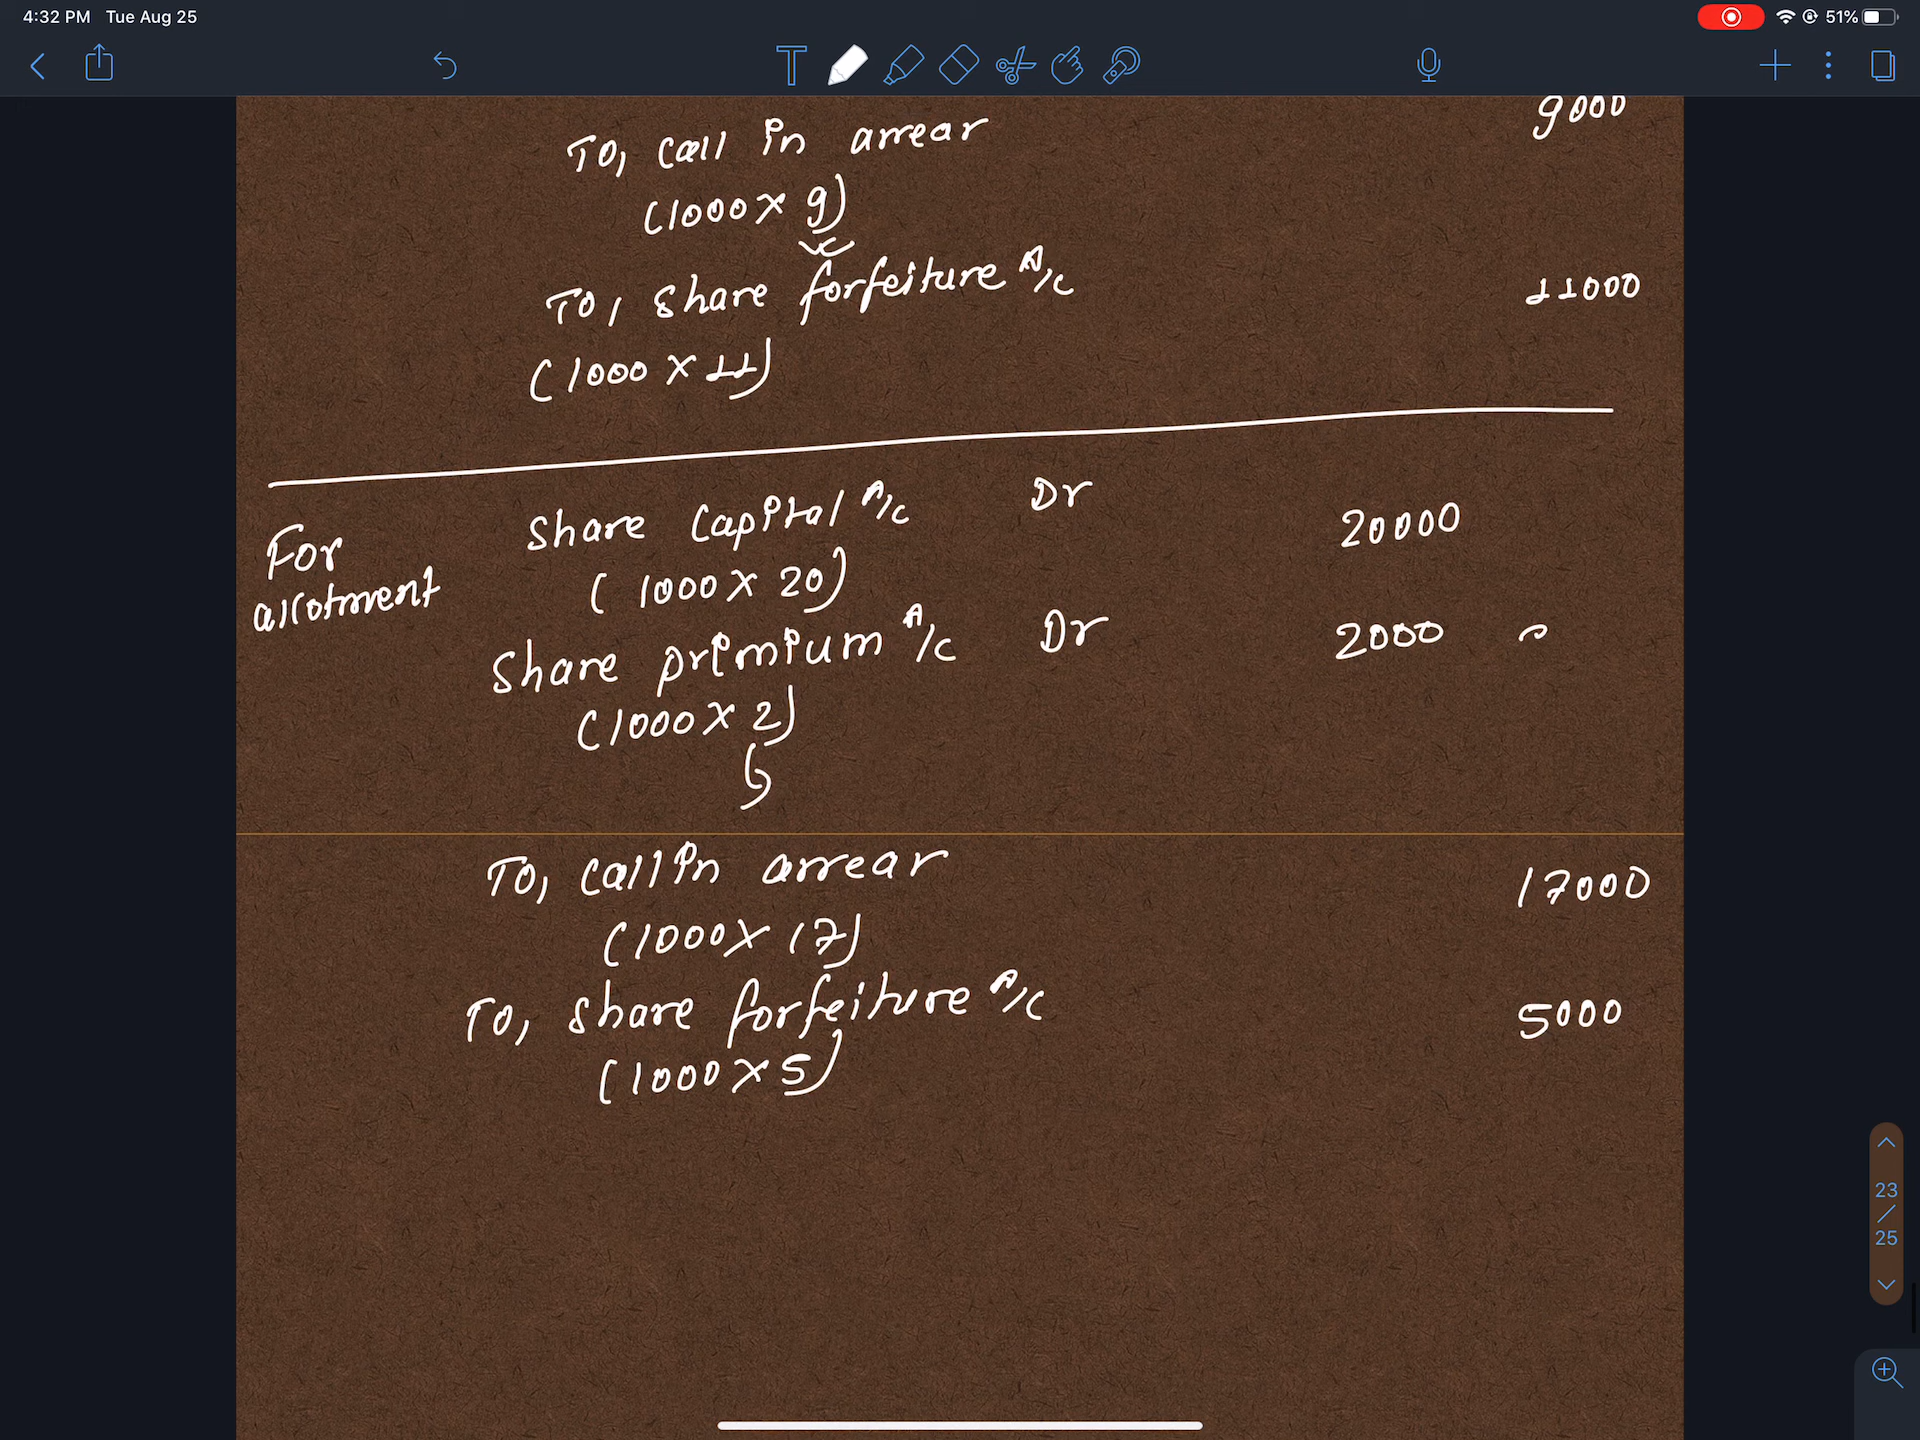 4:32 PM Tue Aug 25
51%
9000
To, Call in arrear
(1000 X 9)
To, Share forfeiture A/c
11000
(1000 X 11)
For allotment
Share Capital A/c Dr 20000
(1000 X 20)
Share primium A/c Dr 2000
(1000 X 2)
To, Call in arrear 17000
(1000 X 17)
To, Share forfeiture A/c 5000
(1000 X 5)
23
/
25